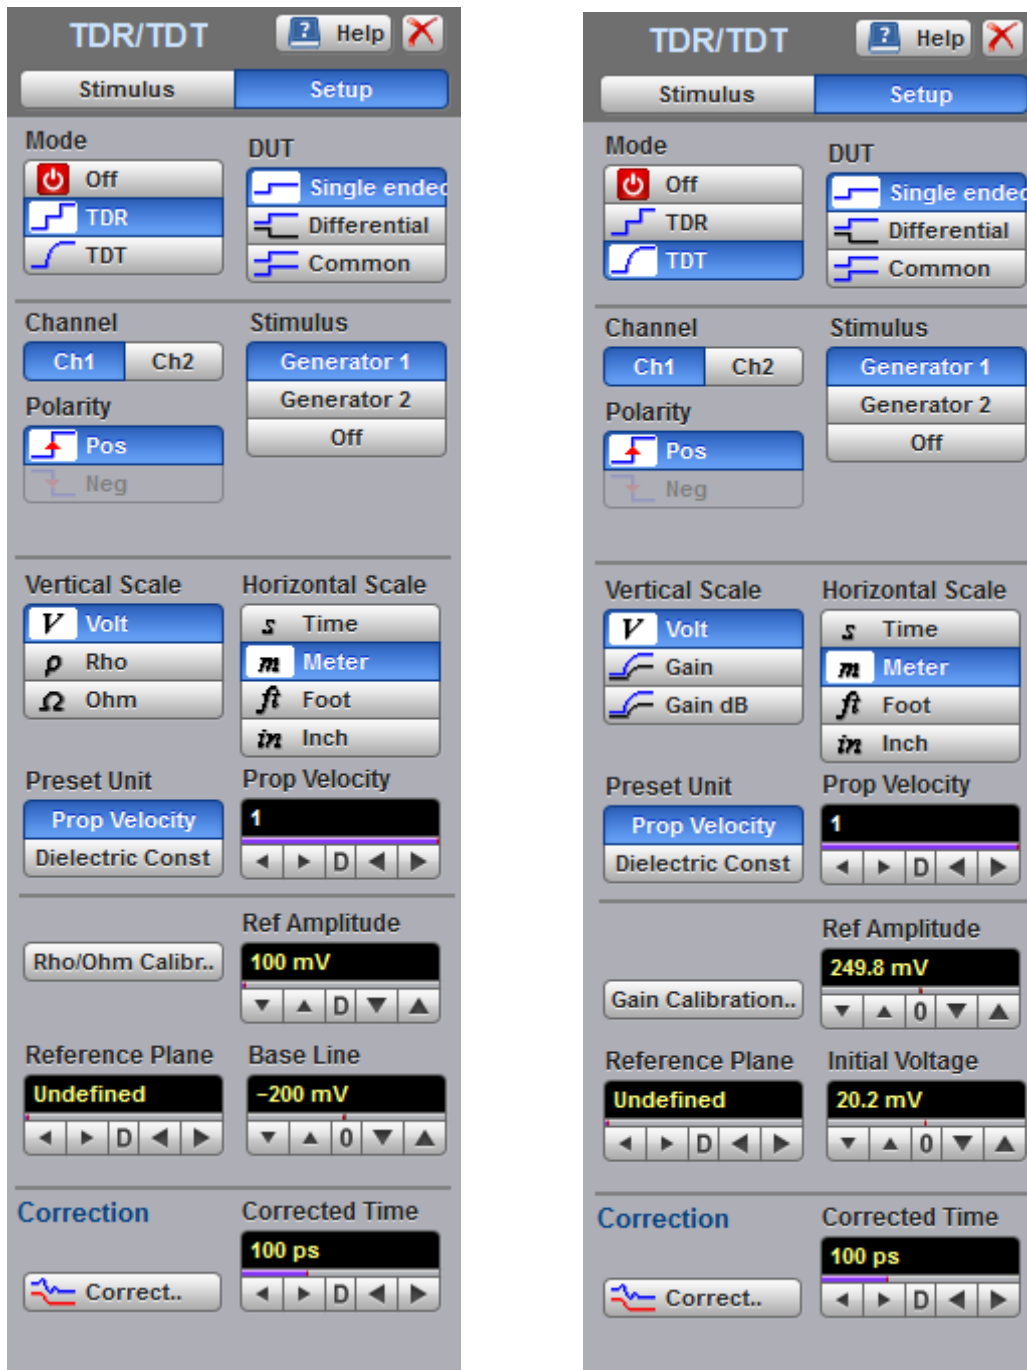 TDR/TDT Help
Stimulus Setup
Mode DUT
Off Single ended
TDR Differential
TDT Common
Channel Stimulus
Ch1 Ch2 Generator 1
Generator 2
Polarity Off
Pos
Neg
Vertical Scale Horizontal Scale
V Volt s Time
ρ Rho m Meter
Ω Ohm ft Foot
in Inch
Preset Unit Prop Velocity
Prop Velocity 1
Dielectric Const D
Ref Amplitude
Rho/Ohm Calibr.. 100 mV
D
Reference Plane Base Line
Undefined −200 mV
D 0
Correction Corrected Time
100 ps
Correct.. D
TDR/TDT Help
Stimulus Setup
Mode DUT
Off Single ended
TDR Differential
TDT Common
Channel Stimulus
Ch1 Ch2 Generator 1
Generator 2
Polarity Off
Pos
Neg
Vertical Scale Horizontal Scale
V Volt s Time
Gain m Meter
Gain dB ft Foot
in Inch
Preset Unit Prop Velocity
Prop Velocity 1
Dielectric Const D
Ref Amplitude
249.8 mV
Gain Calibration.. 0
Reference Plane Initial Voltage
Undefined 20.2 mV
D 0
Correction Corrected Time
100 ps
Correct.. D